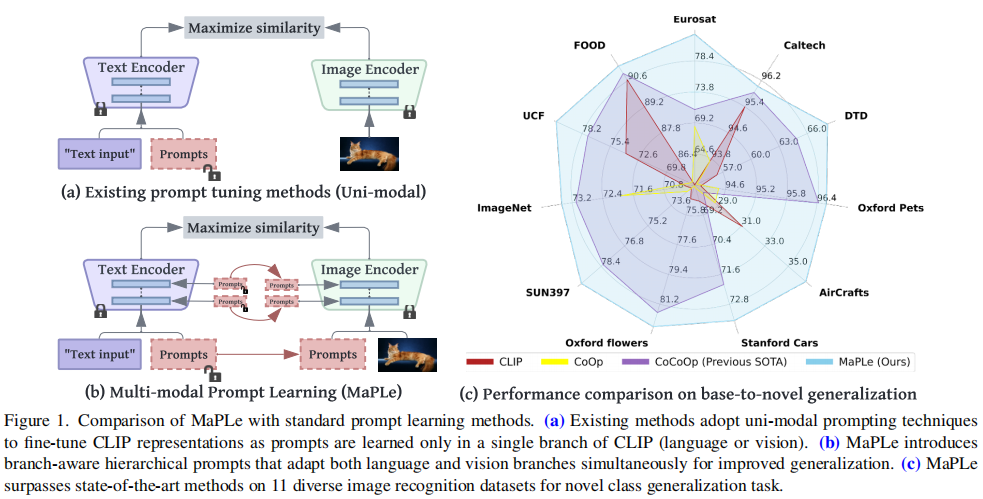 Maximize similarity
Text Encoder
Image Encoder
"Text input"
Prompts
(a) Existing prompt tuning methods (Uni-modal)
Maximize similarity
Text Encoder
Image Encoder
Prompts
Prompts
Prompts
Prompts
"Text input"
Prompts
Prompts
(b) Multi-modal Prompt Learning (MaPLe)
Eurosat
Caltech
DTD
Oxford Pets
AirCrafts
Stanford Cars
Oxford flowers
SUN397
ImageNet
UCF
FOOD
64.6
69.2
73.8
78.4
93.8
94.6
95.4
96.2
57.0
60.0
63.0
66.0
94.6
95.2
95.8
96.4
29.0
31.0
33.0
35.0
69.2
70.4
71.6
72.8
75.8
77.6
79.4
81.2
73.6
75.2
76.8
78.4
70.8
71.6
72.4
73.2
69.8
72.6
75.4
78.2
86.4
87.8
89.2
90.6
CLIP
CoOp
CoCoOp (Previous SOTA)
MaPLe (Ours)
(c) Performance comparison on base-to-novel generalization
Figure 1. Comparison of MaPLe with standard prompt learning methods. (a) Existing methods adopt uni-modal prompting techniques
to fine-tune CLIP representations as prompts are learned only in a single branch of CLIP (language or vision). (b) MaPLe introduces
branch-aware hierarchical prompts that adapt both language and vision branches simultaneously for improved generalization. (c) MaPLe
surpasses state-of-the-art methods on 11 diverse image recognition datasets for novel class generalization task.